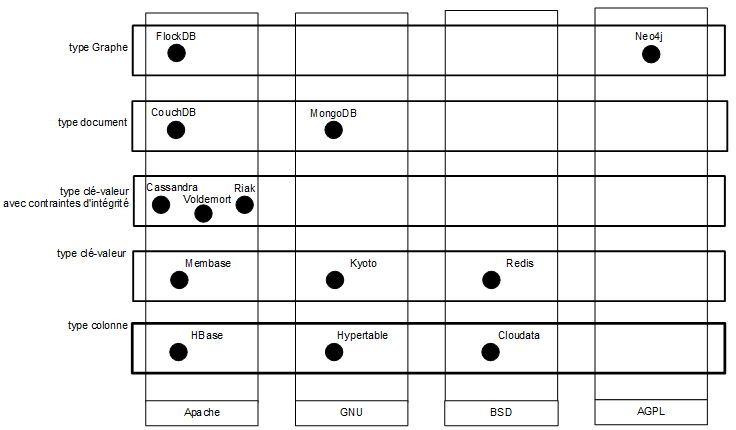 FlockDB
Neo4j
type Graphe
CouchDB
MongoDB
type document
Cassandra
Riak
Voldemort
type clé-valeur
avec contraintes d'intégrité
type clé-valeur
Membase
Kyoto
Redis
type colonne
HBase
Hypertable
Cloudata
Apache
GNU
BSD
AGPL